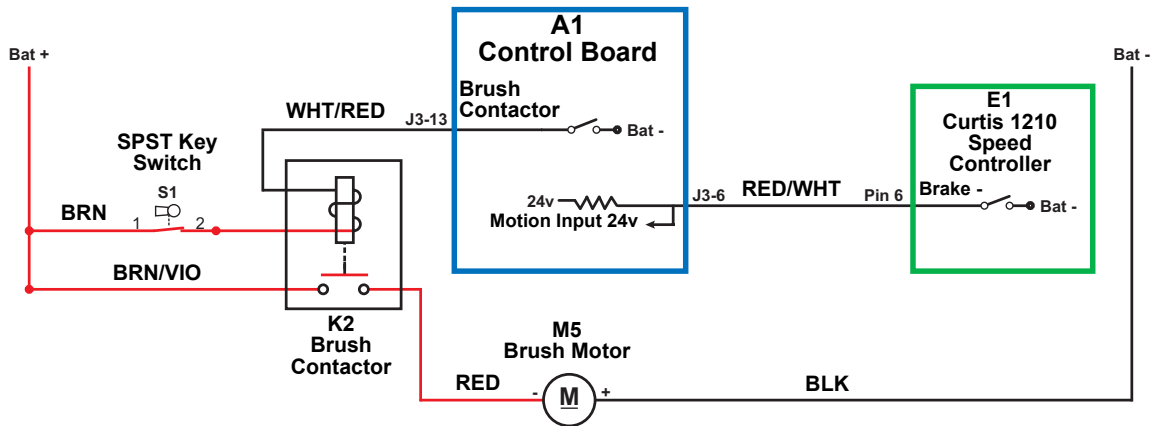 A1
Control Board
Bat +
Bat -
Brush
Contactor
WHT/RED
J3-13
Bat -
E1
Curtis 1210
Speed
Controller
SPST Key
Switch
S1
BRN
1
2
24v
Motion Input 24v
J3-6
RED/WHT
Pin 6
Brake -
Bat -
BRN/VIO
K2
Brush
Contactor
M5
Brush Motor
RED
-
M
+
BLK